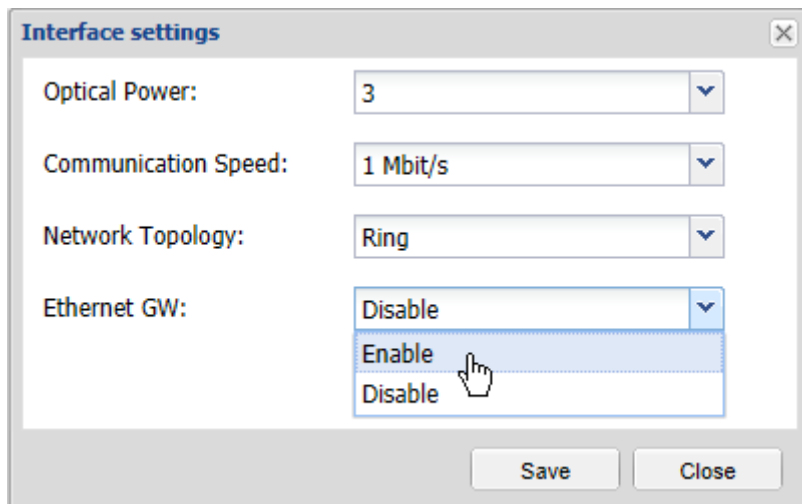 Interface settings
Optical Power: 3
Communication Speed: 1 Mbit/s
Network Topology: Ring
Ethernet GW: Disable
Enable
Disable
Save Close